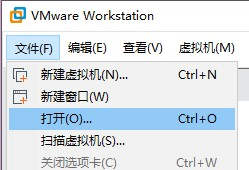 VMware Workstation
文件(F) 编辑(E) 查看(V) 虚拟机(M)
新建虚拟机(N)... Ctrl+N
新建窗口(W)
打开(O)... Ctrl+O
扫描虚拟机(S)...
关闭选项卡(C) Ctrl+W